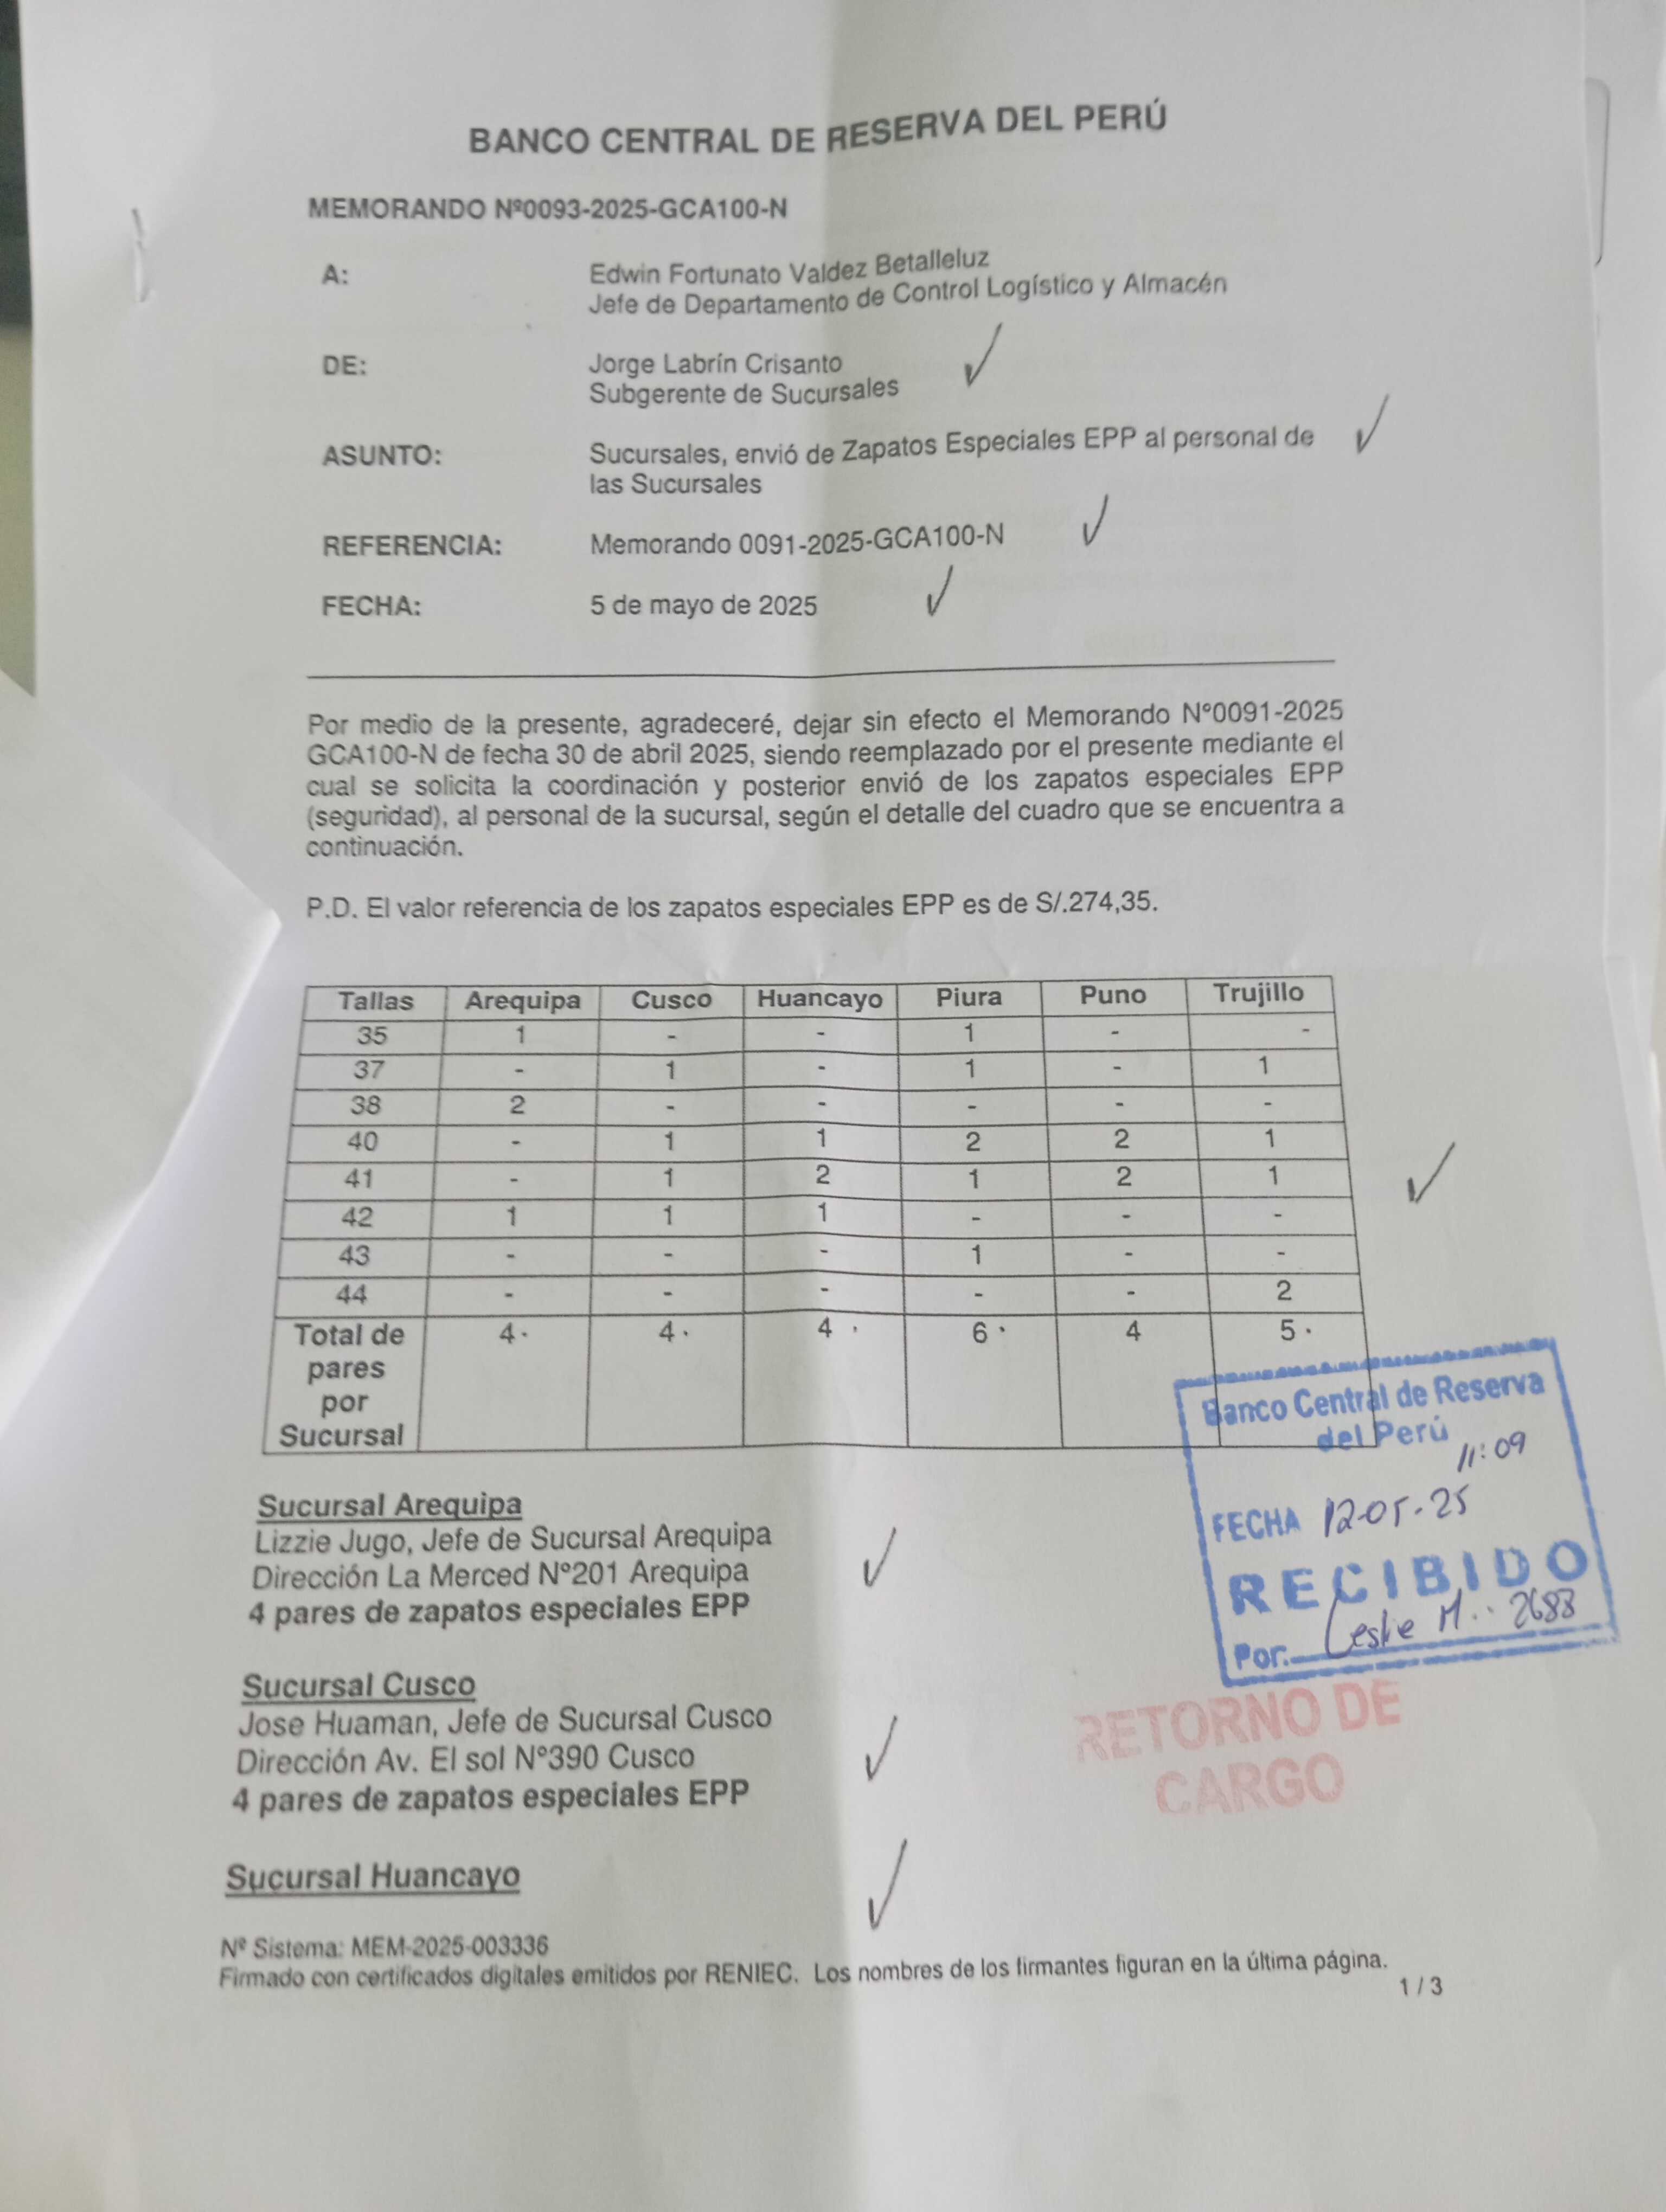 BANCO CENTRAL DE RESERVA DEL PERÚ
MEMORANDO Nº0093-2025-GCA100-N
A: Edwin Fortunato Valdez Betalleluz
Jefe de Departamento de Control Logístico y Almacén
DE: Jorge Labrín Crisanto
Subgerente de Sucursales
ASUNTO: Sucursales, envió de Zapatos Especiales EPP al personal de
las Sucursales
REFERENCIA: Memorando 0091-2025-GCA100-N
FECHA: 5 de mayo de 2025
Por medio de la presente, agradeceré, dejar sin efecto el Memorando N°0091-2025
GCA100-N de fecha 30 de abril 2025, siendo reemplazado por el presente mediante el
cual se solicita la coordinación y posterior envió de los zapatos especiales EPP
(seguridad), al personal de la sucursal, según el detalle del cuadro que se encuentra a
continuación.
P.D. El valor referencia de los zapatos especiales EPP es de S/.274,35.
Tallas Arequipa Cusco Huancayo Piura Puno Trujillo
35 1 - - 1 - -
37 - 1 - 1 - 1
38 2 - - - - -
40 - 1 1 2 2 1
41 - 1 2 1 2 1
42 1 1 1 - - -
43 - - - 1 - -
44 - - - - - 2
Total de 4 4 4 6 4 5
pares
por
Sucursal
Banco Central de Reserva
del Perú
11:09
FECHA 12-05-25
RECIBIDO
Por: Leslie M.. 2688
Sucursal Arequipa
Lizzie Jugo, Jefe de Sucursal Arequipa
Dirección La Merced N°201 Arequipa
4 pares de zapatos especiales EPP
RETORNO DE
CARGO
Sucursal Cusco
Jose Huaman, Jefe de Sucursal Cusco
Dirección Av. El sol N°390 Cusco
4 pares de zapatos especiales EPP
Sucursal Huancayo
Nº Sistema: MEM-2025-003336
Firmado con certificados digitales emitidos por RENIEC. Los nombres de los firmantes figuran en la última página.
1 / 3